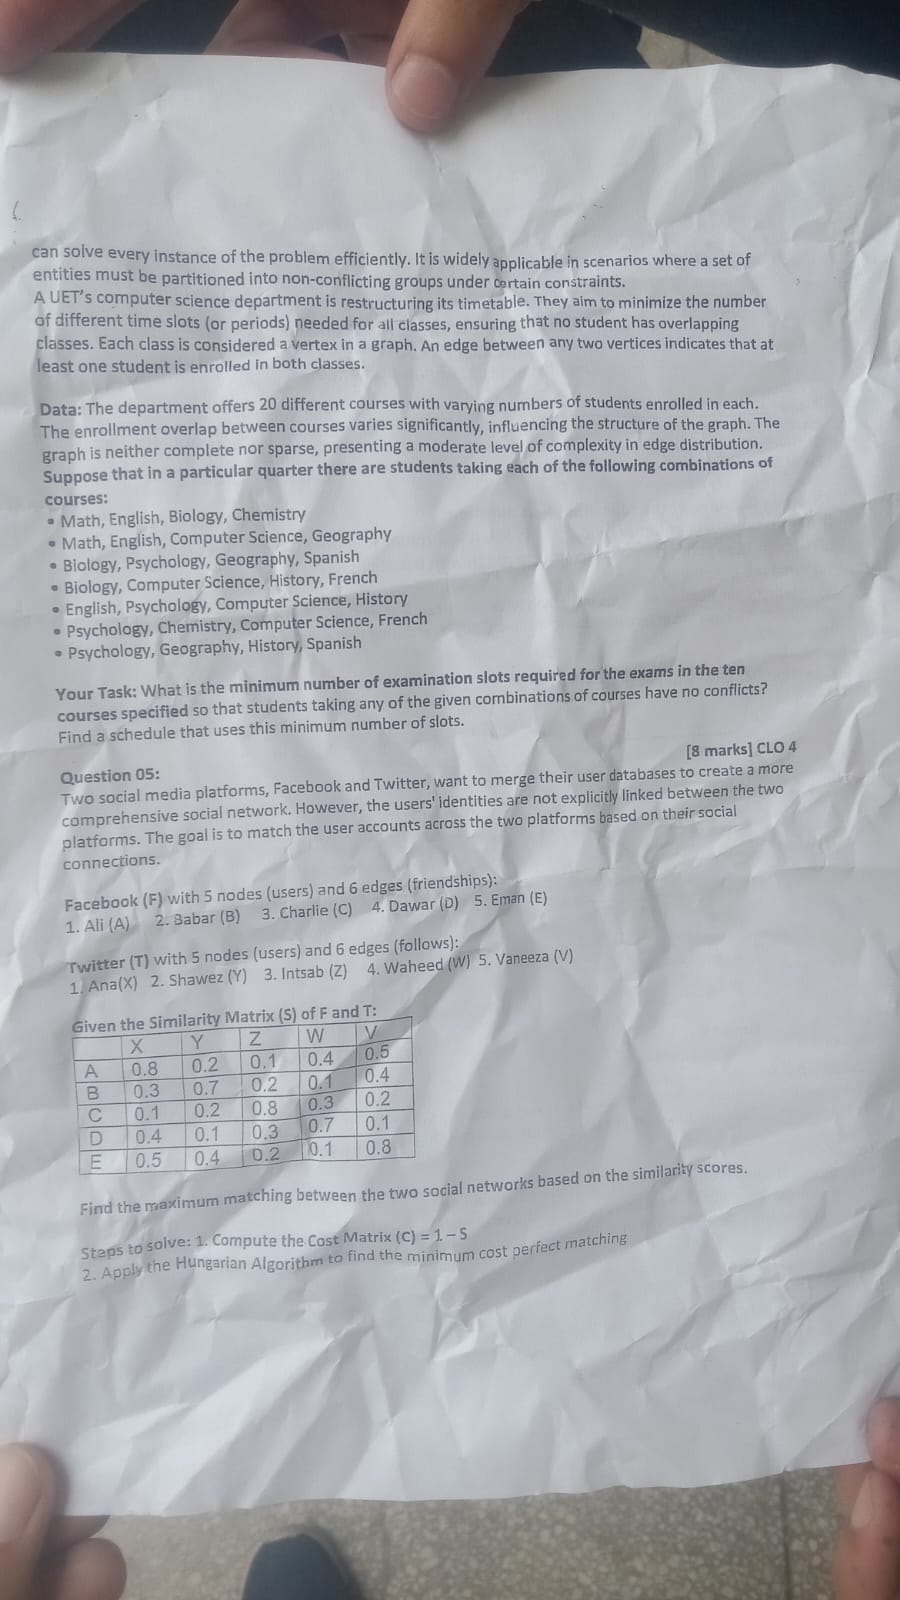 can solve every instance of the problem efficiently. It is widely applicable in scenarios where a set of
entities must be partitioned into non-conflicting groups under certain constraints.
A UET's computer science department is restructuring its timetable. They aim to minimize the number
of different time slots (or periods) needed for all classes, ensuring that no student has overlapping
classes. Each class is considered a vertex in a graph. An edge between any two vertices indicates that at
least one student is enrolled in both classes.
Data: The department offers 20 different courses with varying numbers of students enrolled in each.
The enrollment overlap between courses varies significantly, influencing the structure of the graph. The
graph is neither complete nor sparse, presenting a moderate level of complexity in edge distribution.
Suppose that in a particular quarter there are students taking each of the following combinations of
courses:
• Math, English, Biology, Chemistry
• Math, English, Computer Science, Geography
• Biology, Psychology, Geography, Spanish
• Biology, Computer Science, History, French
• English, Psychology, Computer Science, History
• Psychology, Chemistry, Computer Science, French
• Psychology, Geography, History, Spanish
Your Task: What is the minimum number of examination slots required for the exams in the ten
courses specified so that students taking any of the given combinations of courses have no conflicts?
Find a schedule that uses this minimum number of slots.
Question 05: [8 marks] CLO 4
Two social media platforms, Facebook and Twitter, want to merge their user databases to create a more
comprehensive social network. However, the users' identities are not explicitly linked between the two
platforms. The goal is to match the user accounts across the two platforms based on their social
connections.
Facebook (F) with 5 nodes (users) and 6 edges (friendships):
1. Ali (A) 2. Babar (B) 3. Charlie (C) 4. Dawar (D) 5. Eman (E)
Twitter (T) with 5 nodes (users) and 6 edges (follows):
1. Ana(X) 2. Shawez (Y) 3. Intsab (Z) 4. Waheed (W) 5. Vaneeza (V)
Given the Similarity Matrix (S) of F and T:
X Y Z W V
A 0.8 0.2 0.1 0.4 0.5
B 0.3 0.7 0.2 0.1 0.4
C 0.1 0.2 0.8 0.3 0.2
D 0.4 0.1 0.3 0.7 0.1
E 0.5 0.4 0.2 0.1 0.8
Find the maximum matching between the two social networks based on the similarity scores.
Steps to solve: 1. Compute the Cost Matrix (C) = 1 – S
2. Apply the Hungarian Algorithm to find the minimum cost perfect matching